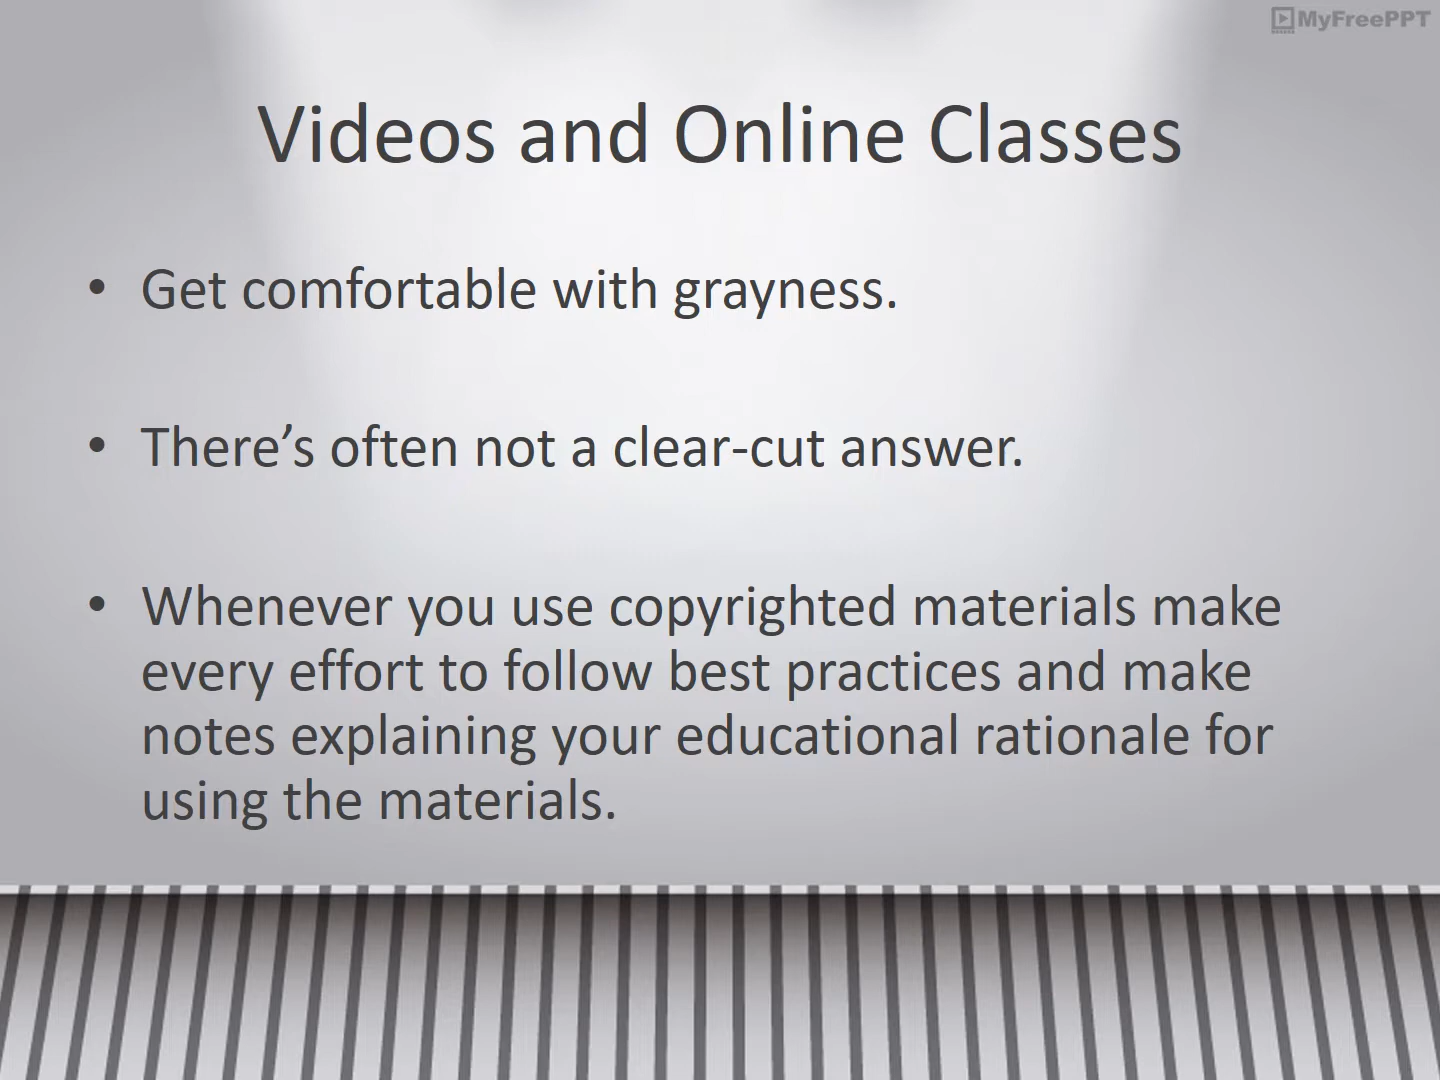 MyFreePPT
Videos and Online Classes
• Get comfortable with grayness.
• There’s often not a clear-cut answer.
• Whenever you use copyrighted materials make
every effort to follow best practices and make
notes explaining your educational rationale for
using the materials.